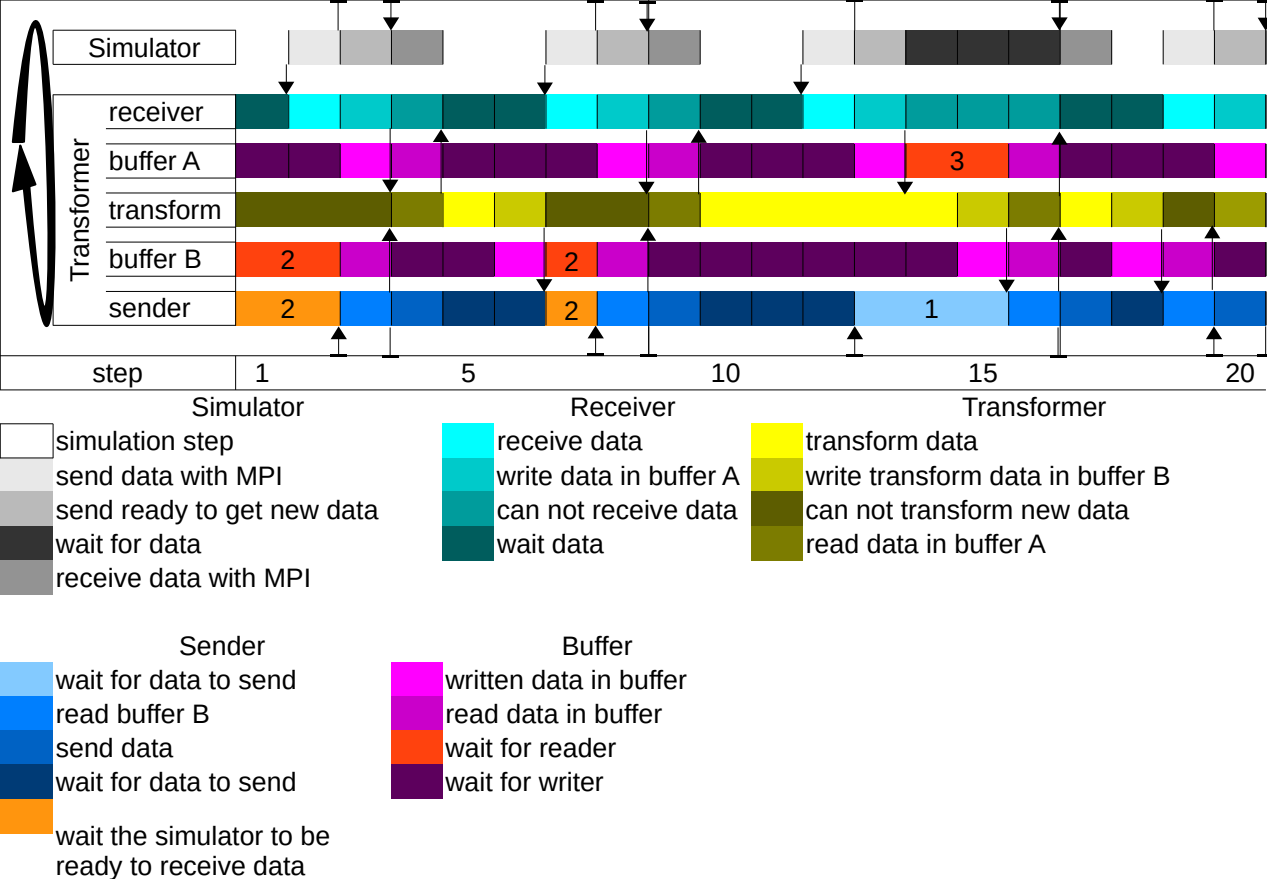 Simulator
Transformer
receiver
buffer A
3
transform
buffer B
2
2
sender
2
2
1
step
1
5
10
15
20
Simulator
Receiver
Transformer
simulation step
receive data
transform data
send data with MPI
write data in buffer A
write transform data in buffer B
send ready to get new data
can not receive data
can not transform new data
wait for data
wait data
read data in buffer A
receive data with MPI
Sender
Buffer
wait for data to send
written data in buffer
read buffer B
read data in buffer
send data
wait for reader
wait for data to send
wait for writer
wait the simulator to be
ready to receive data